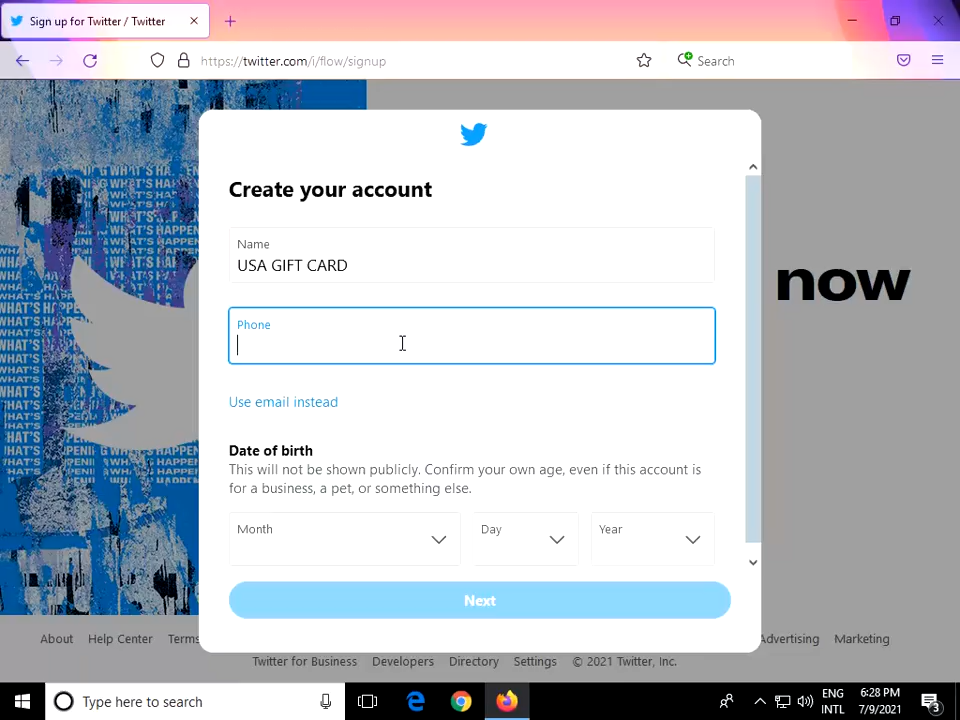 Sign up for Twitter / Twitter
https://twitter.com/i/flow/signup
Search
Create your account
Name
USA GIFT CARD
now
Phone
Use email instead
Date of birth
This will not be shown publicly. Confirm your own age, even if this account is
for a business, a pet, or something else.
Month
Day
Year
Next
About
Help Center
Terms
Advertising
Marketing
Twitter for Business
Developers
Directory
Settings
© 2021 Twitter, Inc.
Type here to search
ENG
INTL
6:28 PM
7/9/2021
3